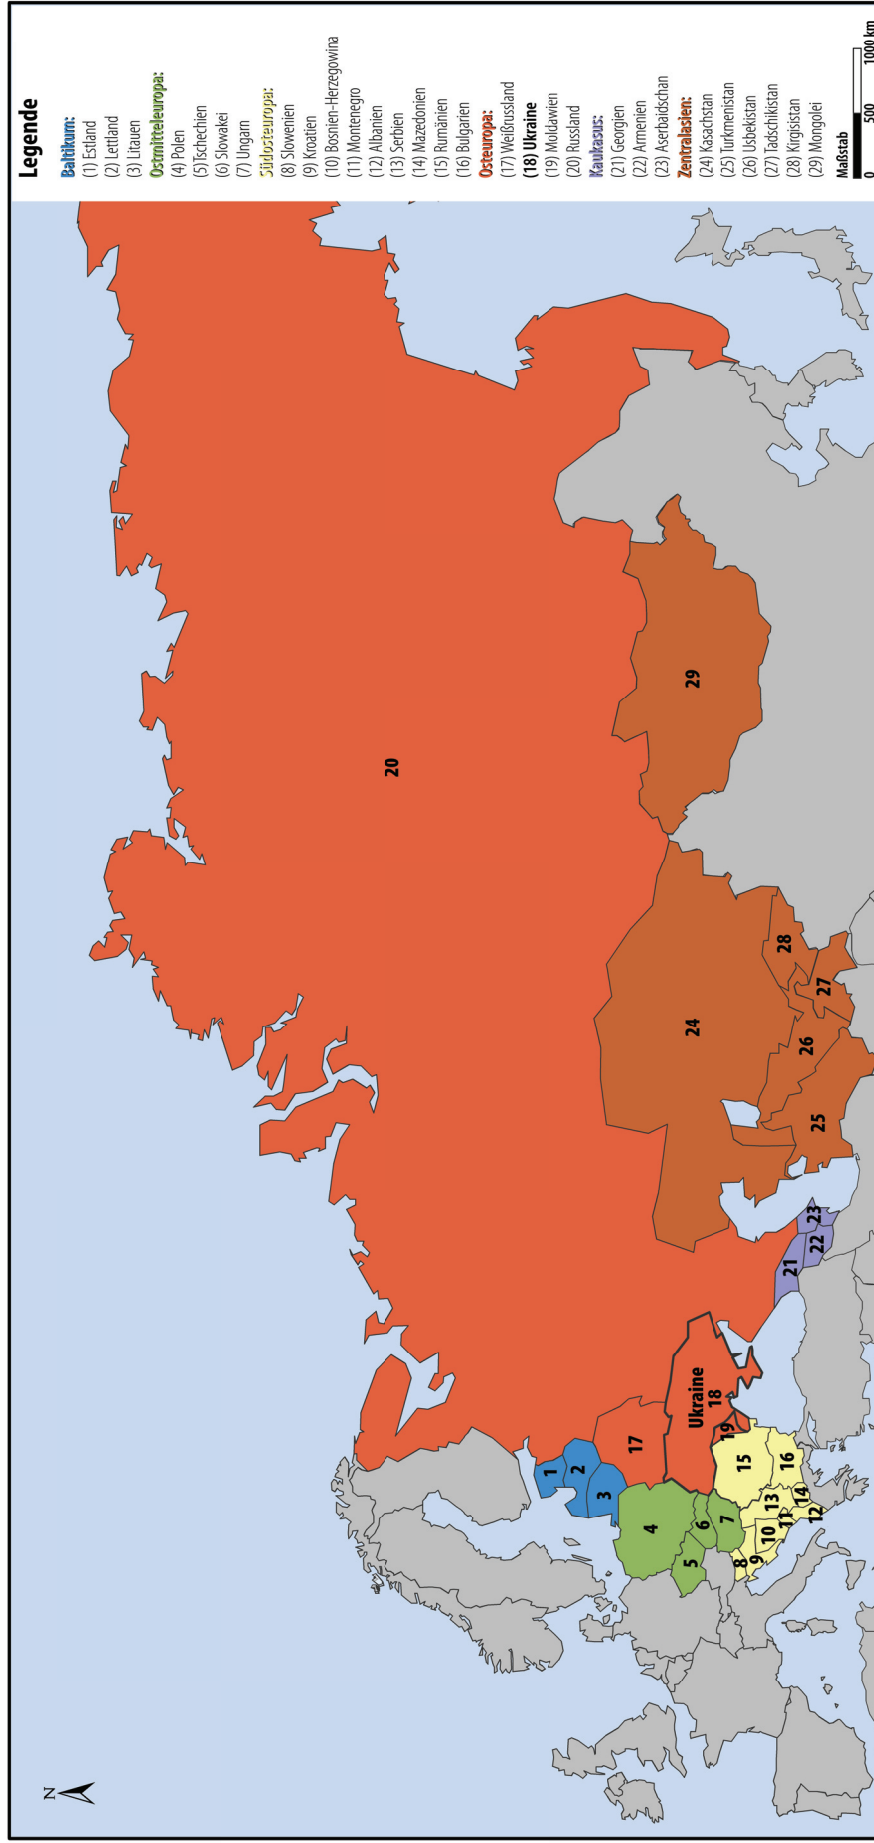 Legende
Baltikum:
(1) Estland
(2) Lettland
(3) Litauen
Ostmitteleuropa:
(4) Polen
(5)Tschechien
(6) Slowakei
(7) Ungarn
Südosteuropa:
(8) Slowenien
(9) Kroatien
(10) Bosnien-Herzegowina
(11) Montenegro
(12) Albanien
(13) Serbien
(14) Mazedonien
(15) Rumänien
(16) Bulgarien
Osteuropa:
(17) Weißrussland
(18) Ukraine
(19) Moldawien
(20) Russland
Kaukasus:
(21) Georgien
(22) Armenien
(23) Aserbaidschan
Zentralasien:
(24) Kasachstan
(25) Turkmenistan
(26) Usbekistan
(27) Tadschikistan
(28) Kirgisistan
(29) Mongolei
Maßstab
0 500 1000 km
N
20
29
24
28
27
26
25
23
22
21
Ukraine
18
19
17
1
2
3
4
5
6
7
15
16
8
9
10
11
13
14
12